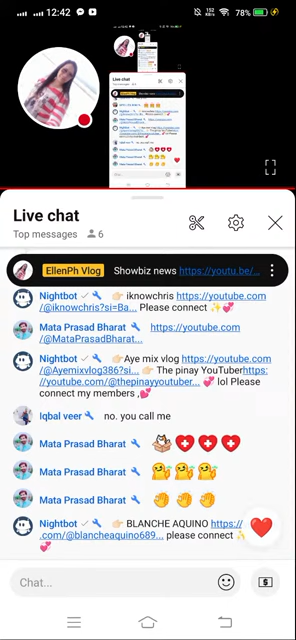 12:42
152
KB/s
78%
Live chat
Live chat
Top messages 6
EllenPh Vlog Showbiz news https://youtu.be/...
Nightbot iknowchris https://youtube.com
/@iknowchris?si=Ba... Please connect
Mata Prasad Bharat https://youtube.com
/@MataPrasadBharat...
Nightbot Aye mix vlog https://youtube.com
/@Ayemixvlog386?si... The pinay YouTuberhttps:
//youtube.com/@thepinayyoutuber... lol Please
connect my members ,
Iqbal veer no. you call me
Mata Prasad Bharat
Mata Prasad Bharat
Mata Prasad Bharat
Nightbot BLANCHE AQUINO https://
.com/@blancheaquino689... please connect
Chat...